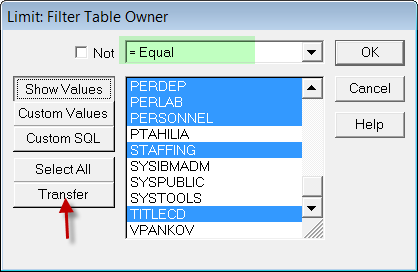 Limit: Filter Table Owner
Not
= Equal
OK
Show Values
Custom Values
Custom SQL
Select All
Transfer
PERDEP
PERLAB
PERSONNEL
PTAHILIA
STAFFING
SYSIBMADM
SYSPUBLIC
SYSTOOLS
TITLECD
VPANKOV
Cancel
Help